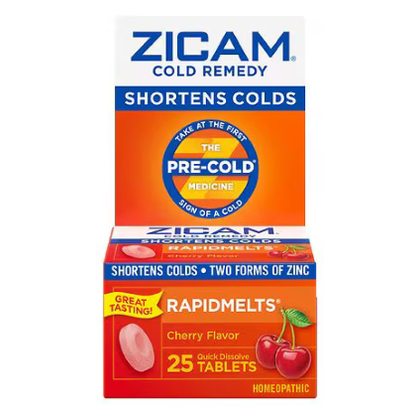 ZICAM®
COLD REMEDY
SHORTENS COLDS
TAKE AT THE FIRST
THE
PRE-COLD®
MEDICINE
SIGN OF A COLD
ZICAM®
COLD REMEDY
SHORTENS COLDS
RAPIDMELTS®
Cherry Flavor
SHORTENS COLDS • TWO FORMS OF ZINC
GREAT
TASTING!
RAPIDMELTS®
Cherry Flavor
25 Quick Dissolve
TABLETS
HOMEOPATHIC